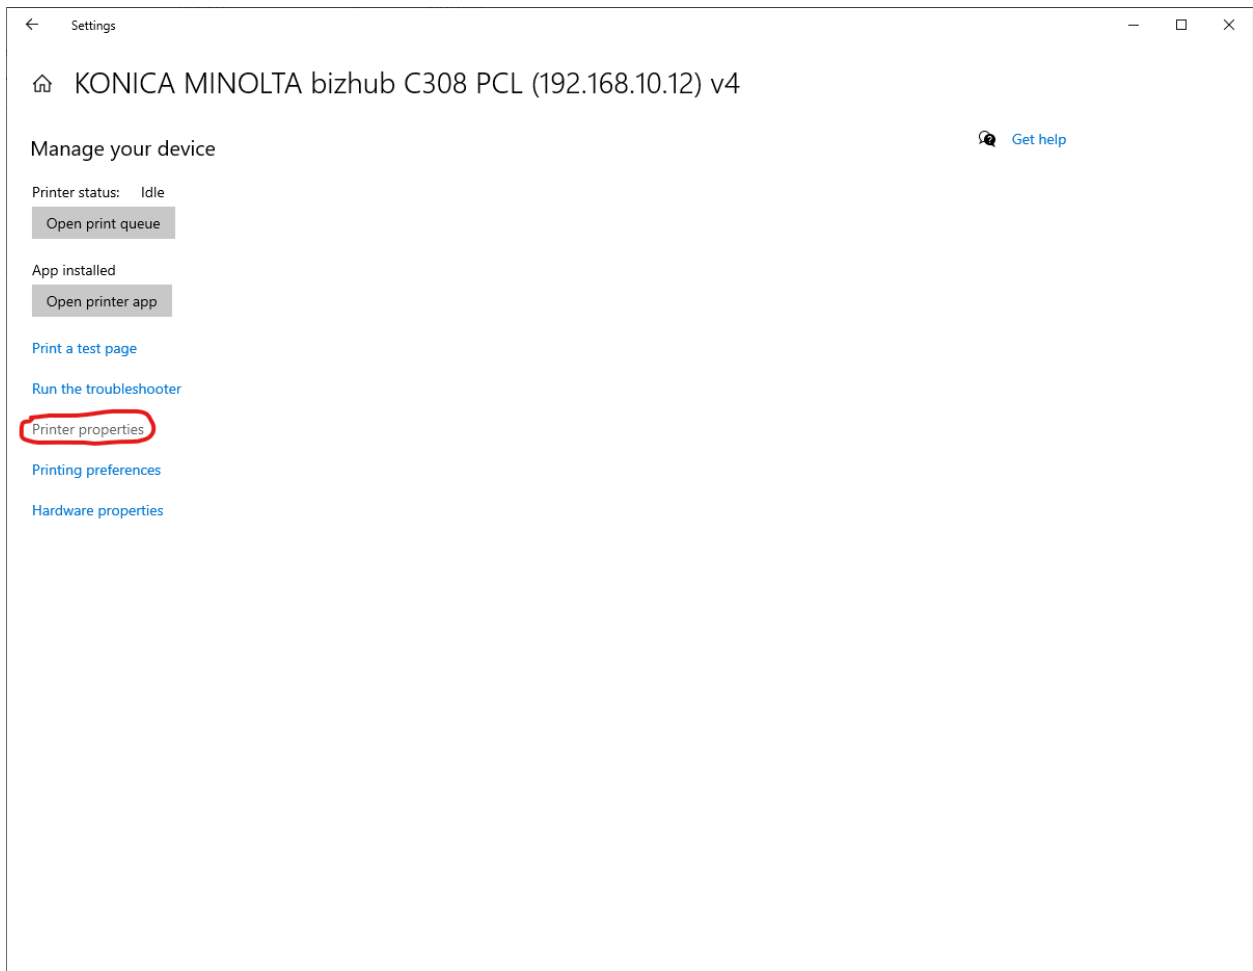 Settings
KONICA MINOLTA bizhub C308 PCL (192.168.10.12) v4
Manage your device
Get help
Printer status: Idle
Open print queue
App installed
Open printer app
Print a test page
Run the troubleshooter
Printer properties
Printing preferences
Hardware properties